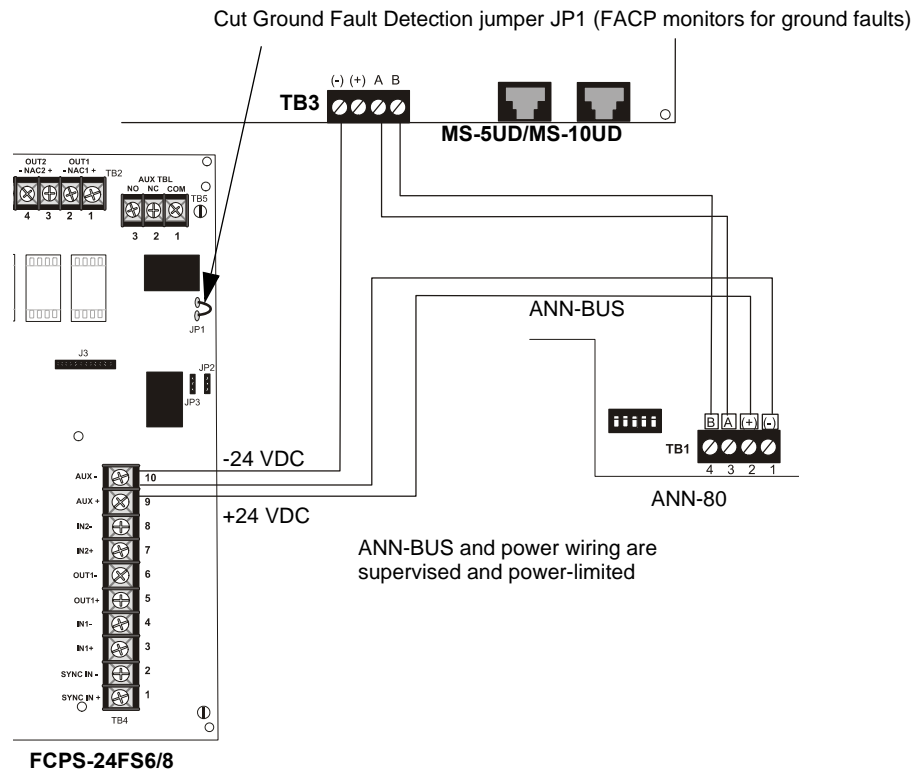 Cut Ground Fault Detection jumper JP1 (FACP monitors for ground faults)
(-) (+) A B
TB3
MS-5UD/MS-10UD
OUT2 OUT1
- NAC2 + - NAC1 + TB2
4 3 2 1
AUX TBL
NO NC COM
TB5
3 2 1
JP1
J3
JP2
JP3
ANN-BUS
B A (+) (-)
TB1
4 3 2 1
ANN-80
-24 VDC
AUX - 10
AUX + 9
+24 VDC
IN2- 8
IN2+ 7
OUT1- 6
OUT1+ 5
IN1- 4
IN1+ 3
SYNC IN - 2
SYNC IN + 1
TB4
ANN-BUS and power wiring are
supervised and power-limited
FCPS-24FS6/8